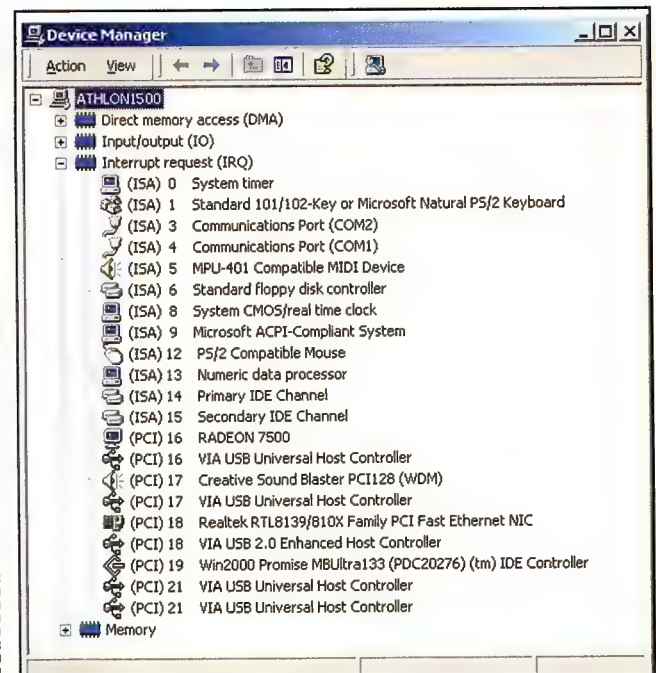 Device Manager
Action View
ATHLON1500
Direct memory access (DMA)
Input/output (IO)
Interrupt request (IRQ)
(ISA) 0 System timer
(ISA) 1 Standard 101/102-Key or Microsoft Natural PS/2 Keyboard
(ISA) 3 Communications Port (COM2)
(ISA) 4 Communications Port (COM1)
(ISA) 5 MPU-401 Compatible MIDI Device
(ISA) 6 Standard floppy disk controller
(ISA) 8 System CMOS/real time clock
(ISA) 9 Microsoft ACPI-Compliant System
(ISA) 12 PS/2 Compatible Mouse
(ISA) 13 Numeric data processor
(ISA) 14 Primary IDE Channel
(ISA) 15 Secondary IDE Channel
(PCI) 16 RADEON 7500
(PCI) 16 VIA USB Universal Host Controller
(PCI) 17 Creative Sound Blaster PCI128 (WDM)
(PCI) 17 VIA USB Universal Host Controller
(PCI) 18 Realtek RTL8139/810X Family PCI Fast Ethernet NIC
(PCI) 18 VIA USB 2.0 Enhanced Host Controller
(PCI) 19 Win2000 Promise MBUltra133 (PDC20276) (tm) IDE Controller
(PCI) 21 VIA USB Universal Host Controller
(PCI) 21 VIA USB Universal Host Controller
Memory